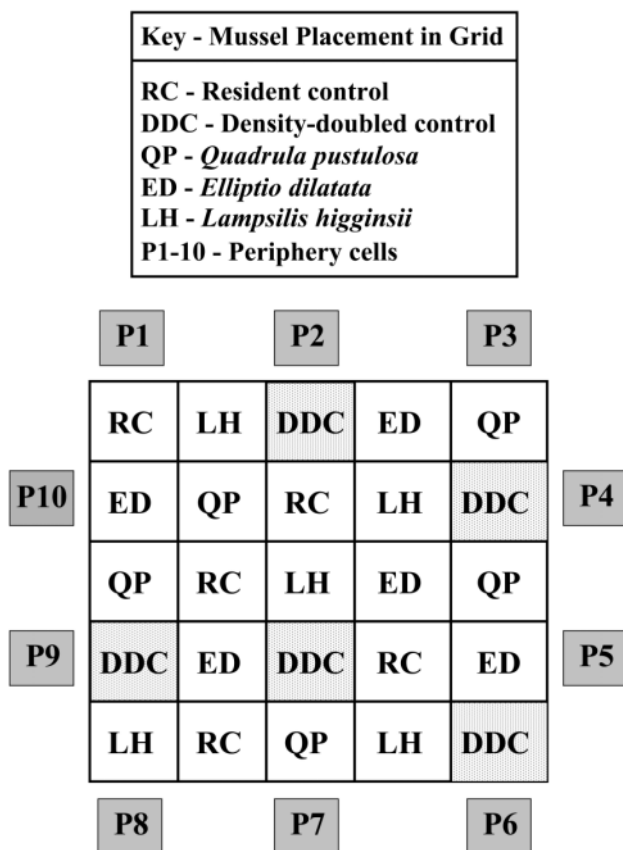 Key - Mussel Placement in Grid
RC - Resident control
DDC - Density-doubled control
QP - Quadrula pustulosa
ED - Elliptio dilatata
LH - Lampsilis higginsii
P1-10 - Periphery cells
P1 P2 P3
RC LH DDC ED QP
P10 ED QP RC LH DDC P4
QP RC LH ED QP
P9 DDC ED DDC RC ED P5
LH RC QP LH DDC
P8 P7 P6